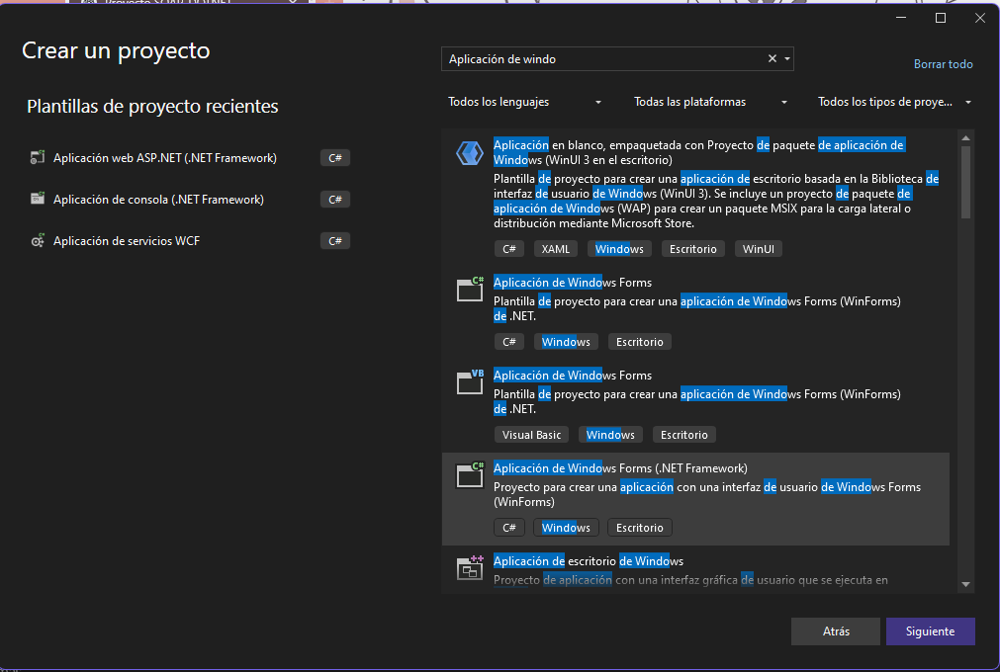 Crear un proyecto
Aplicación de windo
Borrar todo
Plantillas de proyecto recientes
Todos los lenguajes
Todas las plataformas
Todos los tipos de proye...
Aplicación web ASP.NET (.NET Framework)
C#
Aplicación de consola (.NET Framework)
C#
Aplicación de servicios WCF
C#
Aplicación en blanco, empaquetada con Proyecto de paquete de aplicación de
Windows (WinUI 3 en el escritorio)
Plantilla de proyecto para crear una aplicación de escritorio basada en la Biblioteca de
interfaz de usuario de Windows (WinUI 3). Se incluye un proyecto de paquete de
aplicación de Windows (WAP) para crear un paquete MSIX para la carga lateral o
distribución mediante Microsoft Store.
C# XAML Windows Escritorio WinUI
C#
Aplicación de Windows Forms
Plantilla de proyecto para crear una aplicación de Windows Forms (WinForms)
de .NET.
C# Windows Escritorio
VB
Aplicación de Windows Forms
Plantilla de proyecto para crear una aplicación de Windows Forms (WinForms)
de .NET.
Visual Basic Windows Escritorio
C#
Aplicación de Windows Forms (.NET Framework)
Proyecto para crear una aplicación con una interfaz de usuario de Windows Forms
(WinForms)
C# Windows Escritorio
++
Aplicación de escritorio de Windows
Proyecto de aplicación con una interfaz gráfica de usuario que se ejecuta en
Atrás
Siguiente